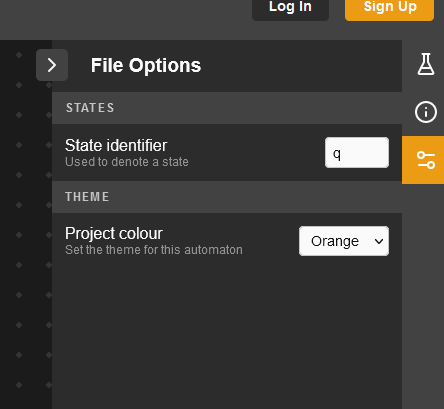 Log In
Sign Up
File Options
STATES
State identifier
Used to denote a state
q
THEME
Project colour
Set the theme for this automaton
Orange